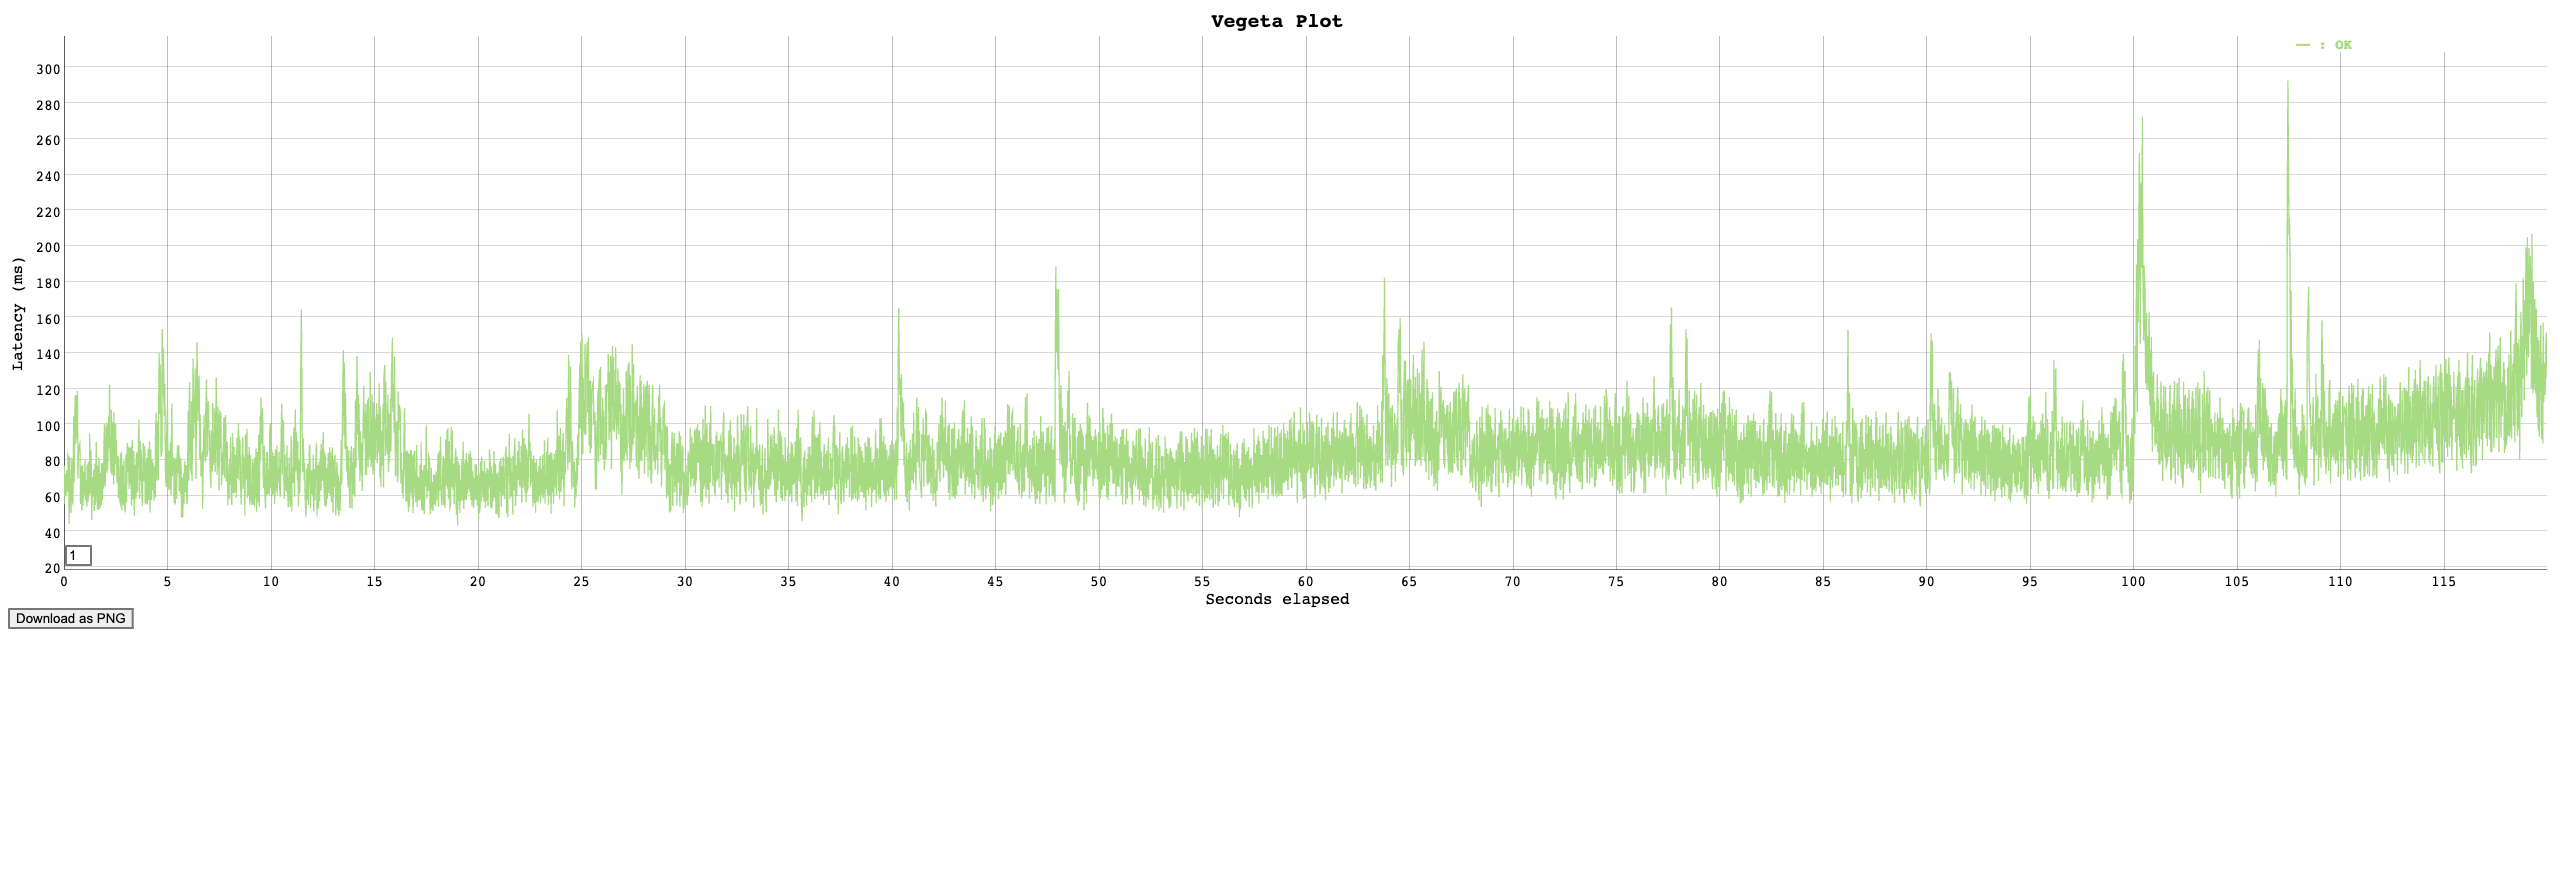 Vegeta Plot
— : OK
300
280
260
240
220
200
180
160
140
120
100
80
60
40
20
Latency (ms)
1
0 5 10 15 20 25 30 35 40 45 50 55 60 65 70 75 80 85 90 95 100 105 110 115
Seconds elapsed
Download as PNG